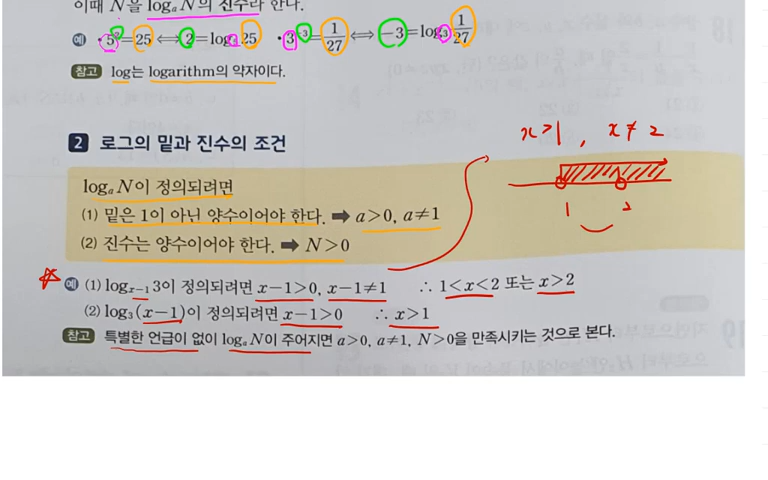 이때 N을 logₐN의 진수라 한다.
예 • 5²=25 ⟺ 2=log₅25 • 3⁻³=1/27 ⟺ −3=log₃ 1/27
참고 log는 logarithm의 약자이다.
2 로그의 밑과 진수의 조건
logₐN이 정의되려면
(1) 밑은 1이 아닌 양수이어야 한다. ➡ a>0, a≠1
(2) 진수는 양수이어야 한다. ➡ N>0
x>1, x≠2
1 2
예 (1) logₓ₋₁3이 정의되려면 x−1>0, x−1≠1 ∴ 1<x<2 또는 x>2
(2) log₃(x−1)이 정의되려면 x−1>0 ∴ x>1
참고 특별한 언급이 없이 logₐN이 주어지면 a>0, a≠1, N>0을 만족시키는 것으로 본다.